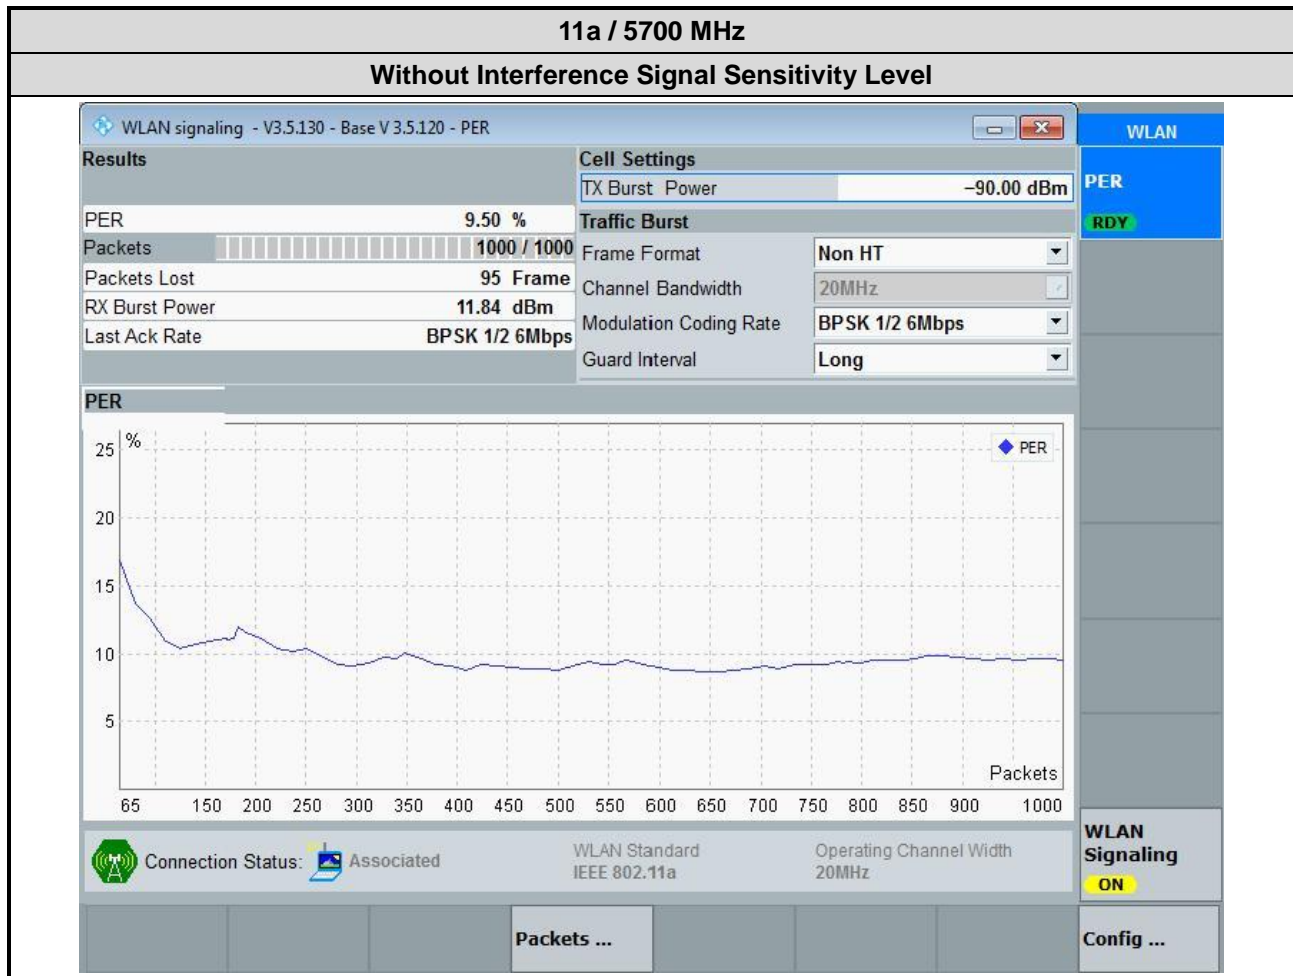 11a / 5700 MHz
Without Interference Signal Sensitivity Level
WLAN signaling - V3.5.130 - Base V 3.5.120 - PER
WLAN
Results
Cell Settings
TX Burst Power −90.00 dBm
PER
RDY
PER 9.50 %
Traffic Burst
Packets 1000 / 1000
Frame Format Non HT
Packets Lost 95 Frame
Channel Bandwidth 20MHz
RX Burst Power 11.84 dBm
Modulation Coding Rate BPSK 1/2 6Mbps
Last Ack Rate BPSK 1/2 6Mbps
Guard Interval Long
PER
%
PER
25
20
15
10
5
Packets
65 150 200 250 300 350 400 450 500 550 600 650 700 750 800 850 900 1000
Connection Status: Associated
WLAN Standard
IEEE 802.11a
Operating Channel Width
20MHz
WLAN
Signaling
ON
Packets ...
Config ...